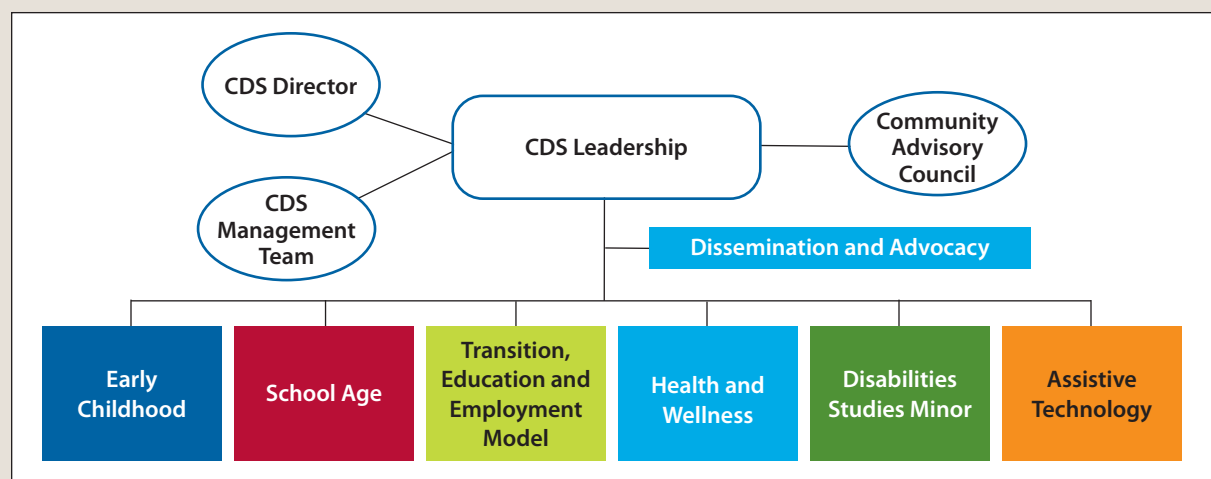 CDS Director
CDS Leadership
Community
Advisory
Council
CDS
Management
Team
Dissemination and Advocacy
Early
Childhood
School Age
Transition,
Education and
Employment
Model
Health and
Wellness
Disabilities
Studies Minor
Assistive
Technology